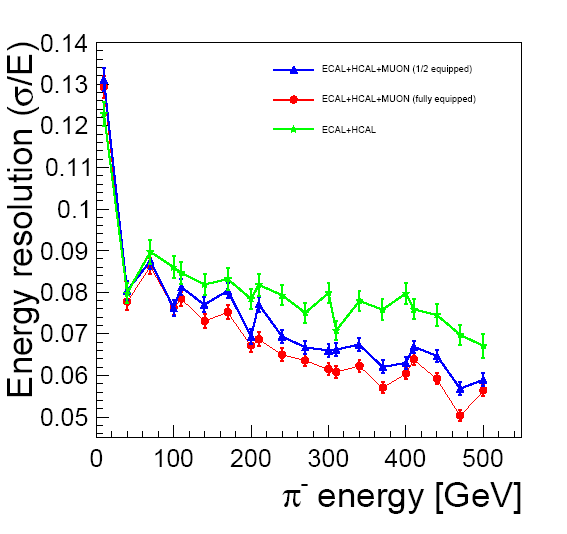 Energy resolution (σ/E)
0.14
0.13
0.12
0.11
0.1
0.09
0.08
0.07
0.06
0.05
ECAL+HCAL+MUON (1/2 equipped)
ECAL+HCAL+MUON (fully equipped)
ECAL+HCAL
0 100 200 300 400 500
π⁻ energy [GeV]